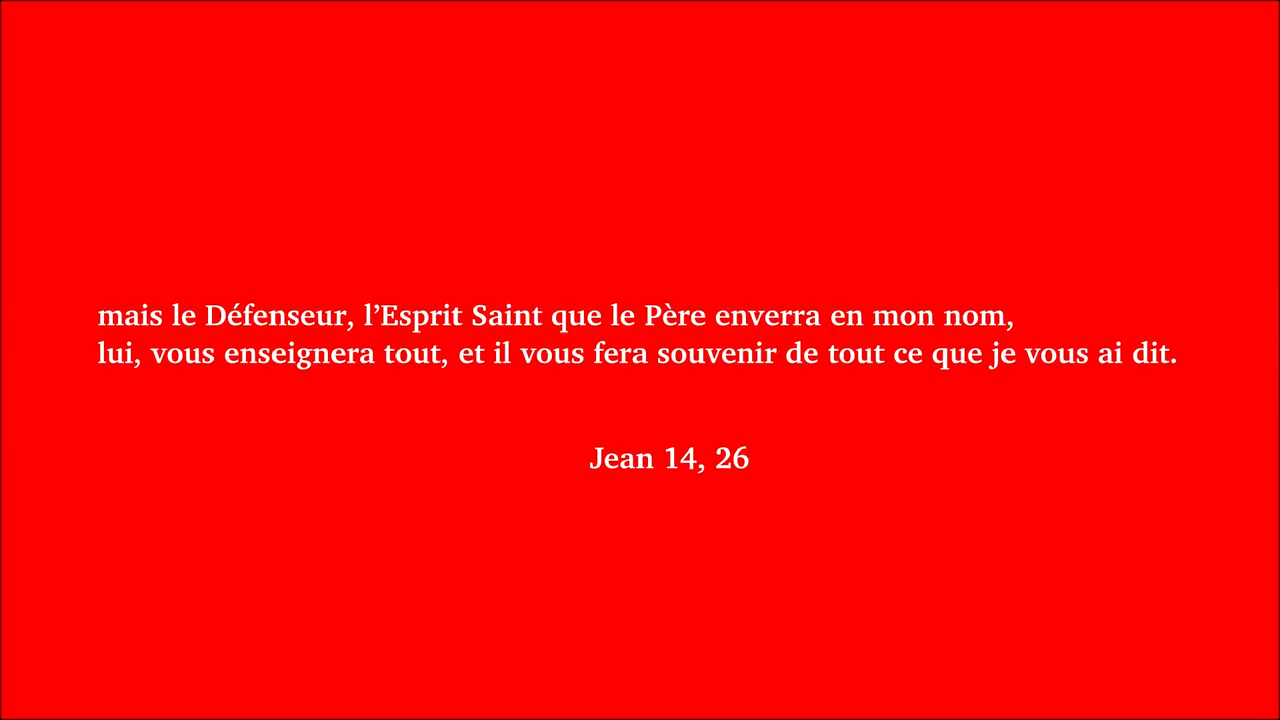 mais le Défenseur, l’Esprit Saint que le Père enverra en mon nom,
lui, vous enseignera tout, et il vous fera souvenir de tout ce que je vous ai dit.
Jean 14, 26